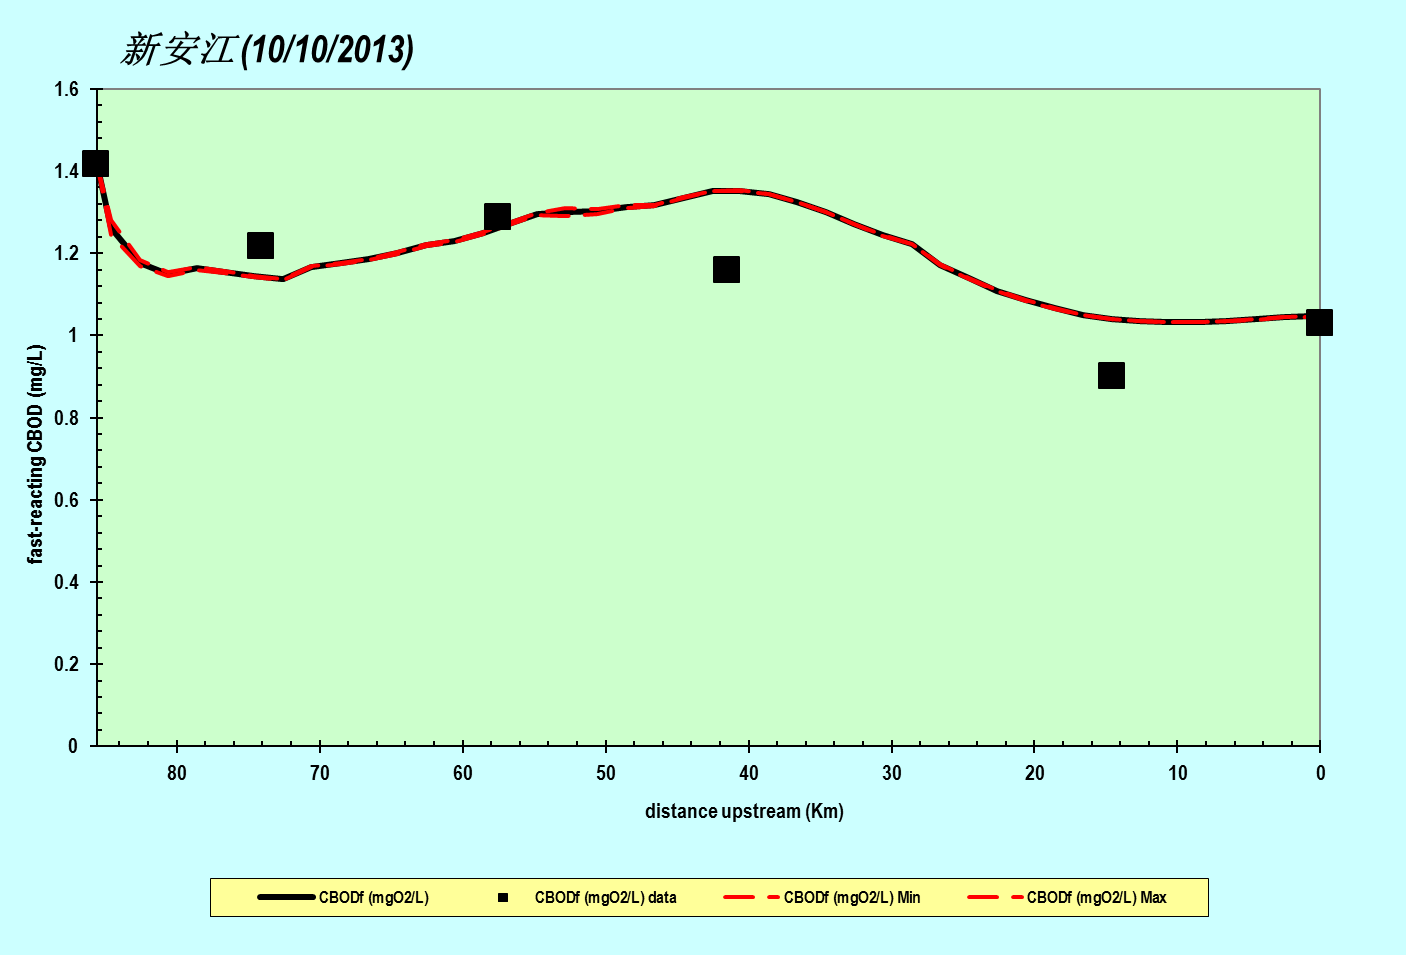 新安江(10/10/2013)
1.6
1.4
1.2
1
0.8
0.6
0.4
0.2
0
fast-reacting CBOD (mg/L)
80 70 60 50 40 30 20 10 0
distance upstream (Km)
CBODf (mgO2/L) CBODf (mgO2/L) data CBODf (mgO2/L) Min CBODf (mgO2/L) Max